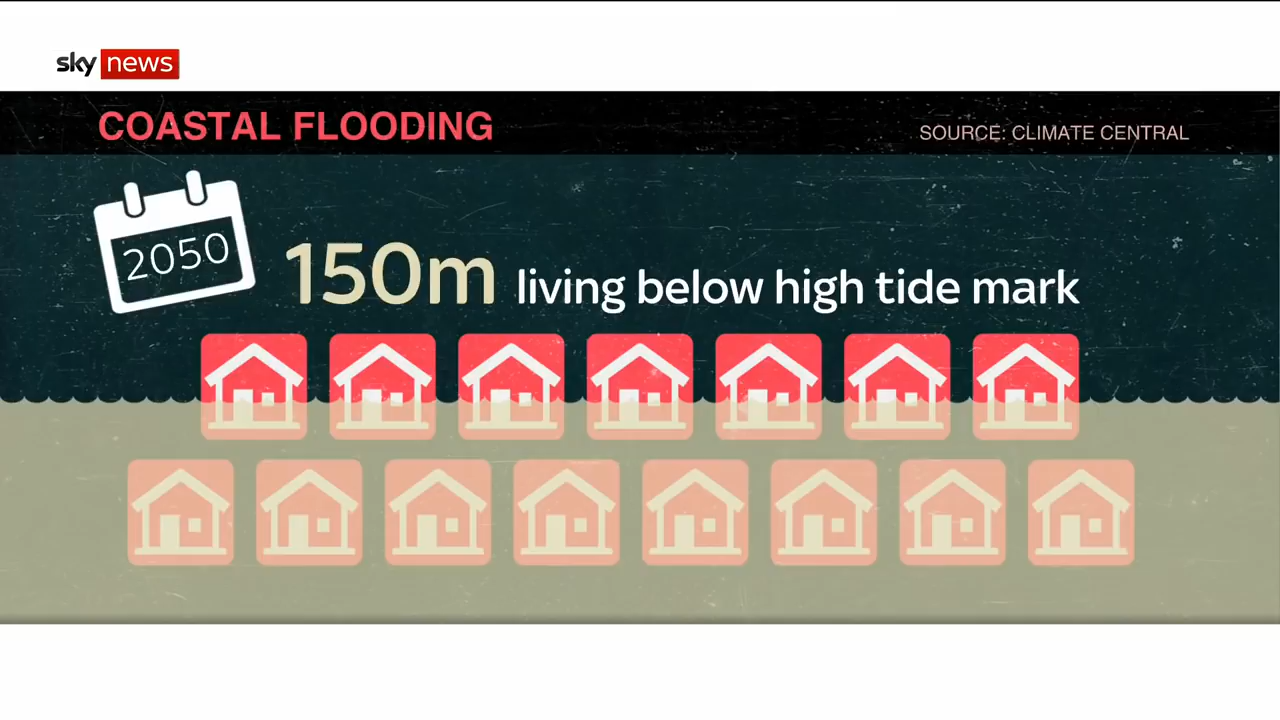 sky news
COASTAL FLOODING
SOURCE: CLIMATE CENTRAL
2050
150m living below high tide mark